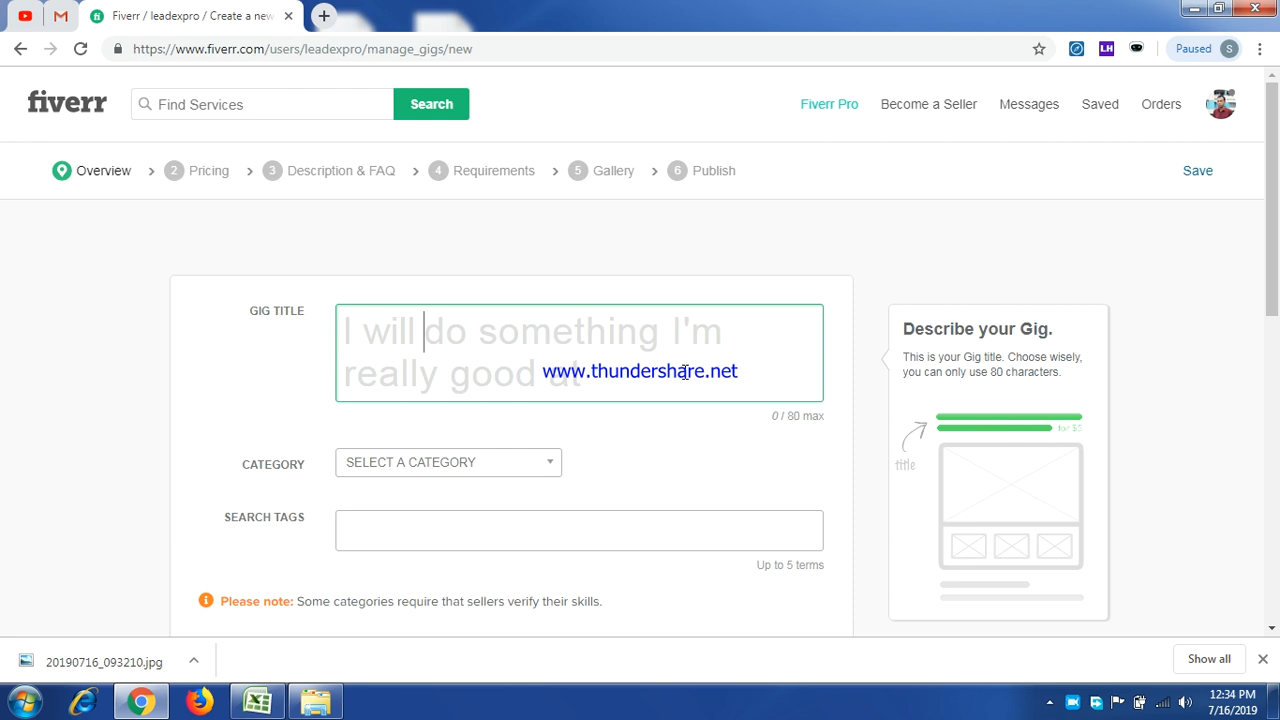 Fiverr / leadexpro / Create a new
https://www.fiverr.com/users/leadexpro/manage_gigs/new
LH
Paused S
fiverr
Find Services
Search
Fiverr Pro
Become a Seller
Messages
Saved
Orders
Overview
2 Pricing
3 Description & FAQ
4 Requirements
5 Gallery
6 Publish
Save
GIG TITLE
I will do something I'm
really good at
www.thundershare.net
0 / 80 max
CATEGORY
SELECT A CATEGORY
SEARCH TAGS
Up to 5 terms
Please note: Some categories require that sellers verify their skills.
Describe your Gig.
This is your Gig title. Choose wisely,
you can only use 80 characters.
for $5
title
20190716_093210.jpg
Show all
12:34 PM
7/16/2019